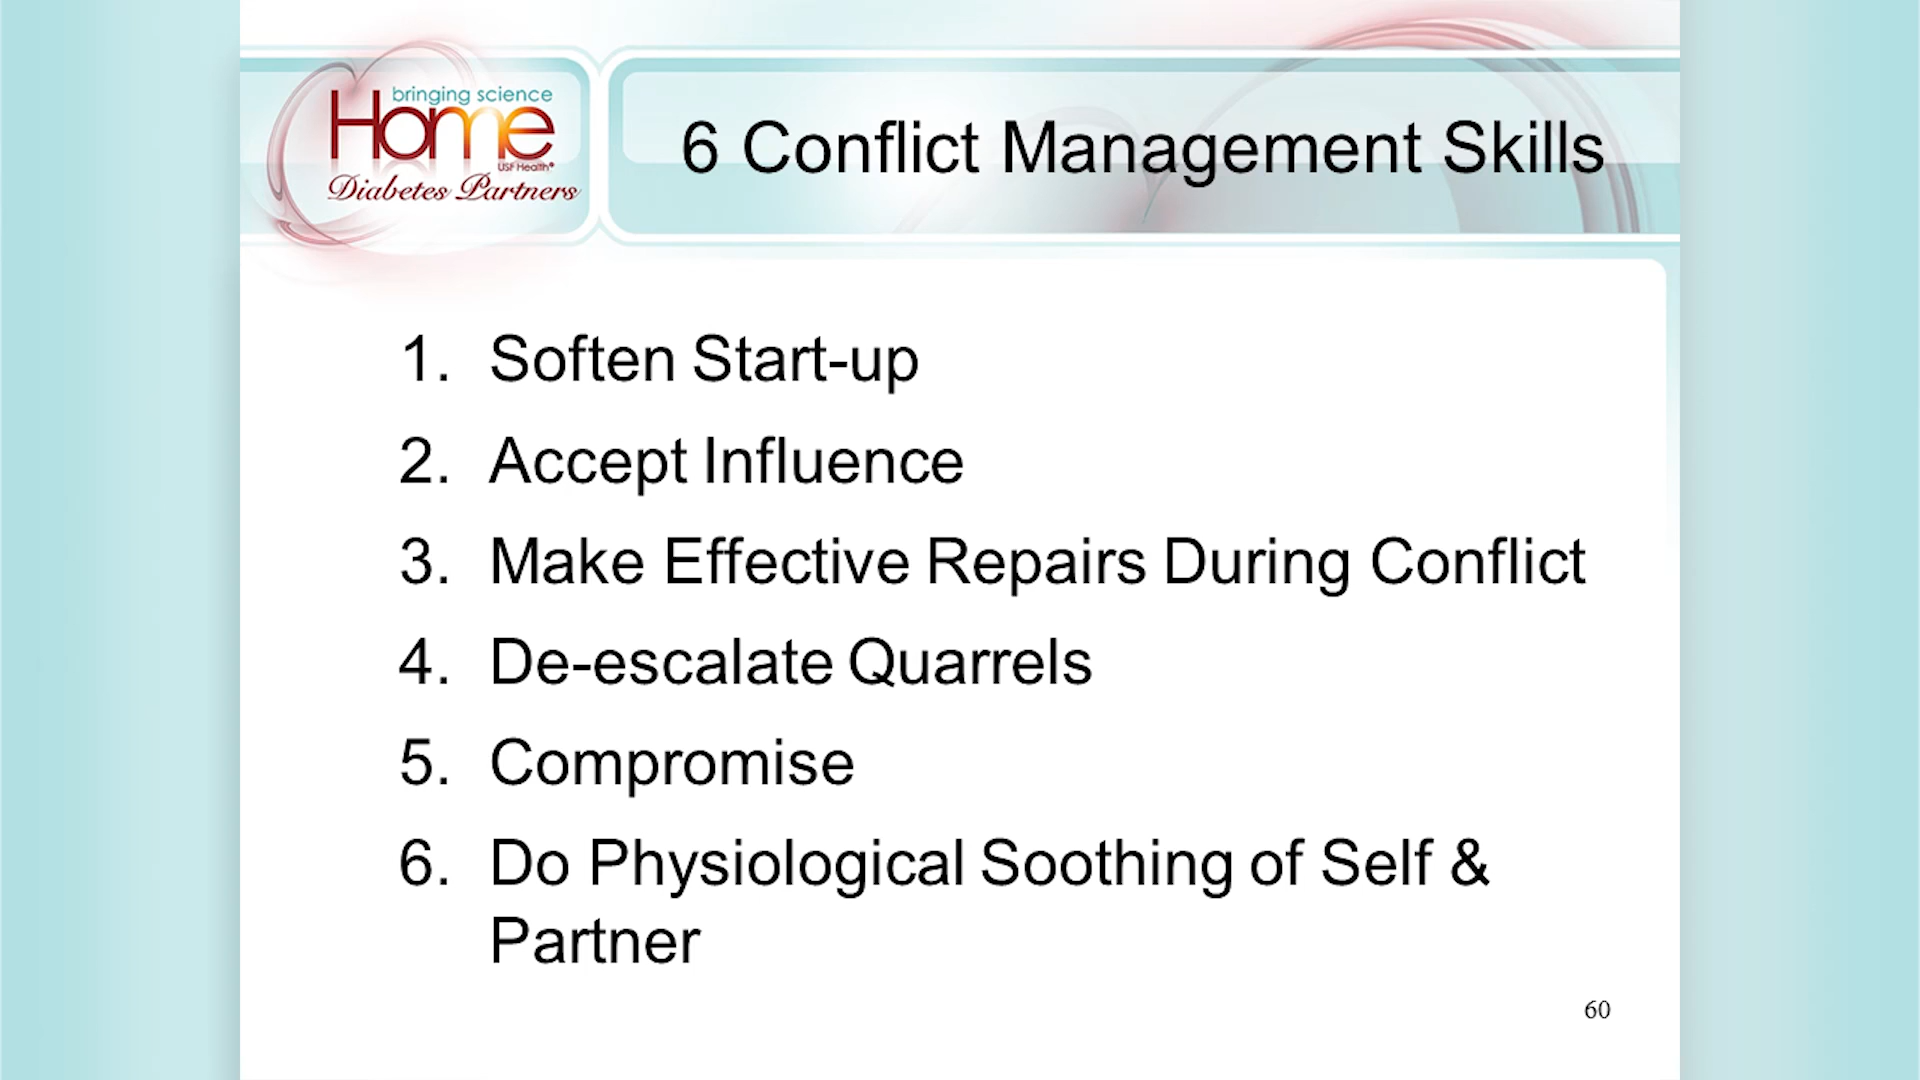 bringing science
Home
USF Health®
Diabetes Partners
6 Conflict Management Skills
1. Soften Start-up
2. Accept Influence
3. Make Effective Repairs During Conflict
4. De-escalate Quarrels
5. Compromise
6. Do Physiological Soothing of Self &
Partner
60